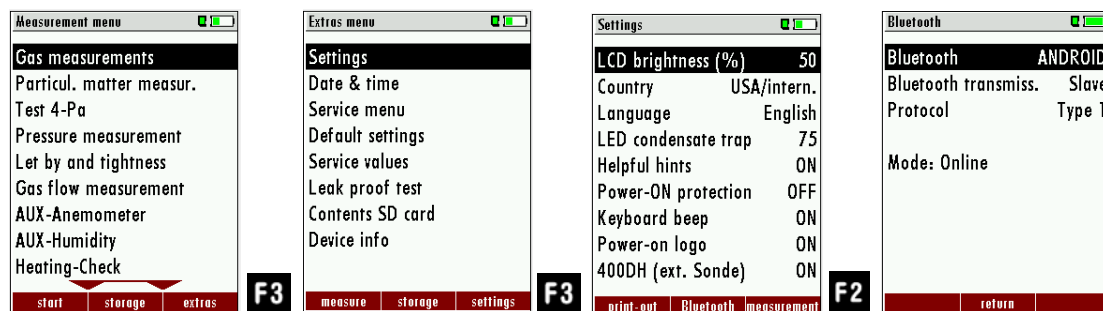 Measurement menu
Gas measurements
Particul. matter measur.
Test 4-Pa
Pressure measurement
Let by and tightness
Gas flow measurement
AUX-Anemometer
AUX-Humidity
Heating-Check
start storage extras
F3
Extras menu
Settings
Date & time
Service menu
Default settings
Service values
Leak proof test
Contents SD card
Device info
measure storage settings
F3
Settings
LCD brightness (%) 50
Country USA/intern.
Language English
LED condensate trap 75
Helpful hints ON
Power-ON protection OFF
Keyboard beep ON
Power-on logo ON
400DH (ext. Sonde) ON
print-out Bluetooth measurement
F2
Bluetooth
Bluetooth ANDROID
Bluetooth transmiss. Slave
Protocol Type 1
Mode: Online
return